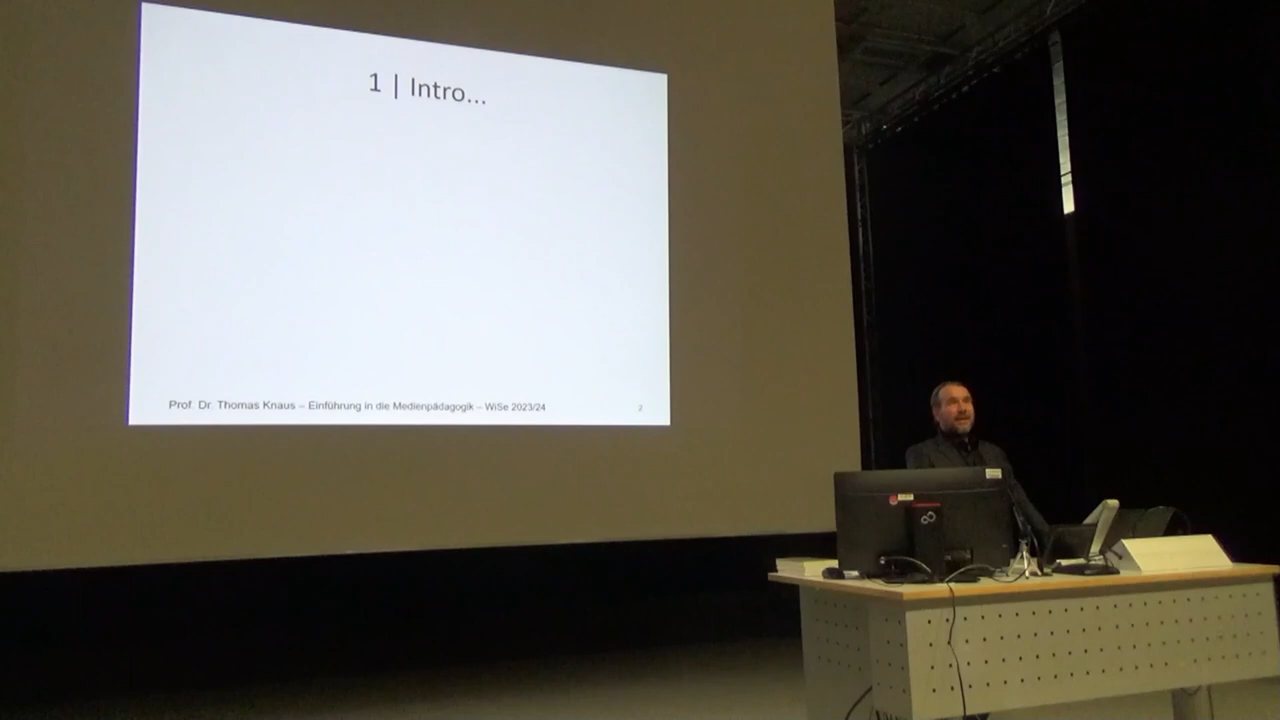 1 | Intro...
Prof. Dr. Thomas Knaus – Einführung in die Medienpädagogik – WiSe 2023/24
2